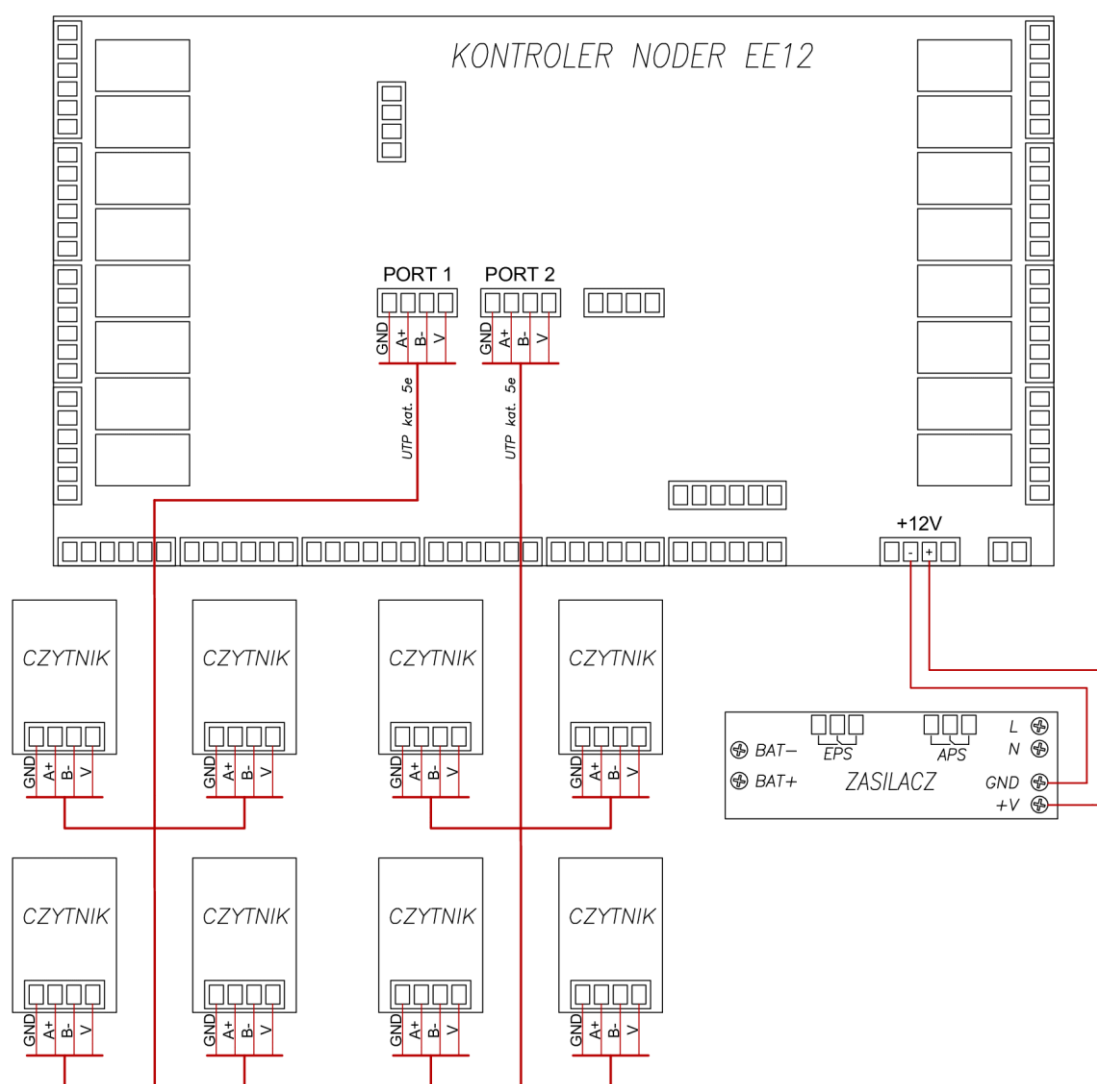 KONTROLER NODER EE12
PORT 1 PORT 2
GND A+ B- V GND A+ B- V
UTP kat. 5e UTP kat. 5e
+12V
- +
CZYTNIK CZYTNIK CZYTNIK CZYTNIK
GND A+ B- V GND A+ B- V GND A+ B- V GND A+ B- V
L
BAT- EPS APS N
BAT+ ZASILACZ GND
+V
CZYTNIK CZYTNIK CZYTNIK CZYTNIK
GND A+ B- V GND A+ B- V GND A+ B- V GND A+ B- V